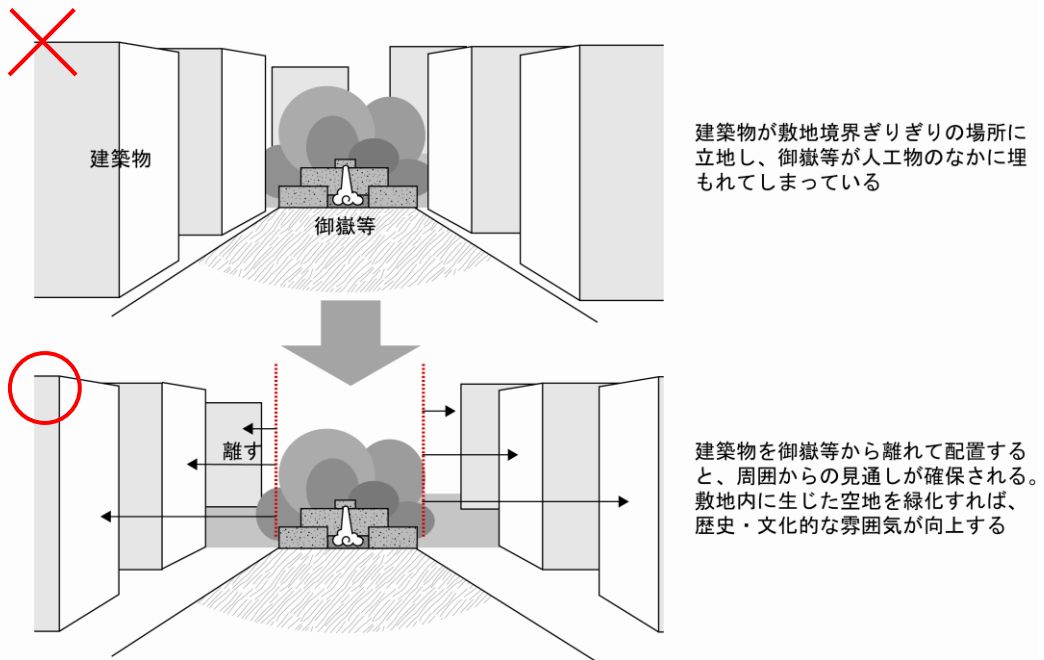 建築物
御嶽等
建築物が敷地境界ぎりぎりの場所に
立地し、御嶽等が人工物のなかに埋
もれてしまっている
離す
建築物を御嶽等から離れて配置する
と、周囲からの見通しが確保される。
敷地内に生じた空地を緑化すれば、
歴史・文化的な雰囲気が向上する